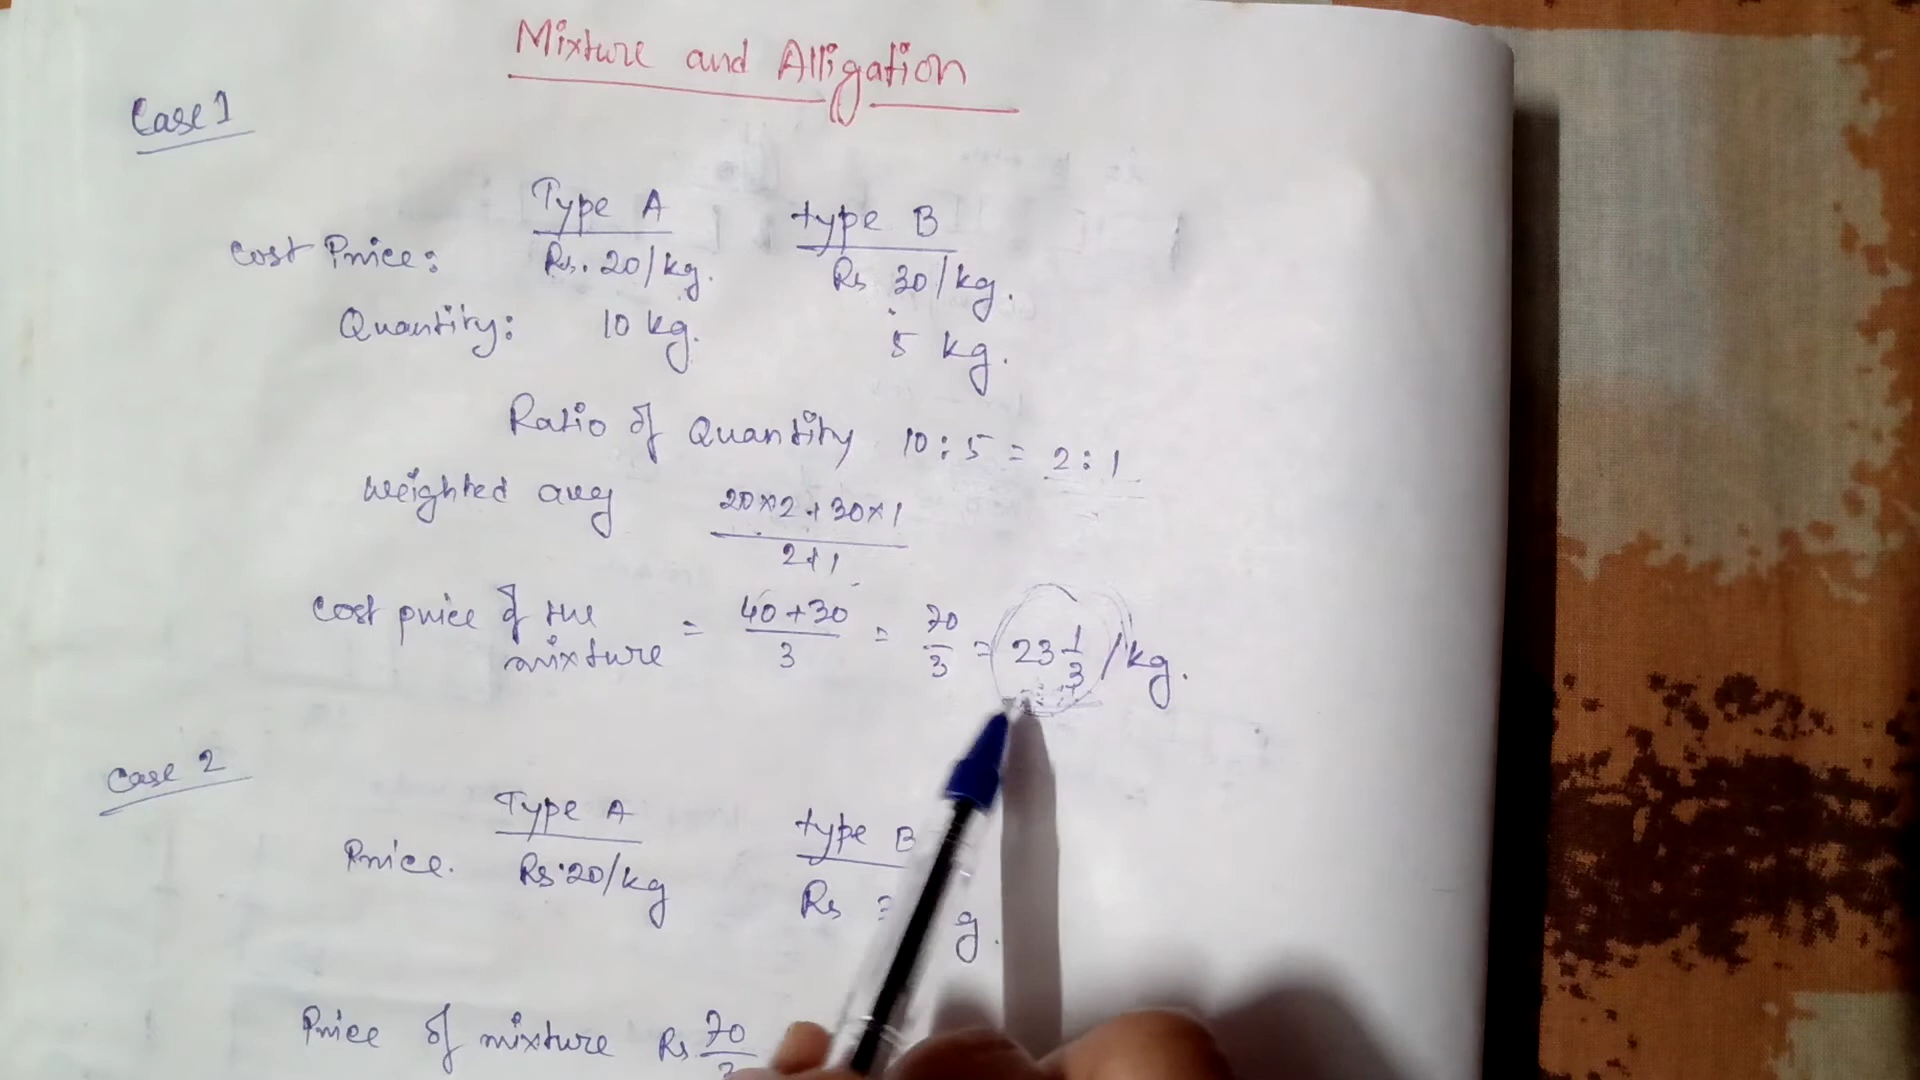 Mixture and Alligation
Case 1
Type A type B
Cost Price: Rs. 20/kg. Rs 30/kg.
Quantity: 10 kg. 5 kg.
Ratio of Quantity 10:5 = 2:1
Weighted avg 20×2+30×1
2+1
Cost price of the mixture = 40+30/3 = 70/3 = 23 1/3 /kg.
Case 2
Type A type B
Price. Rs. 20/kg Rs g.
Price of mixture Rs 70